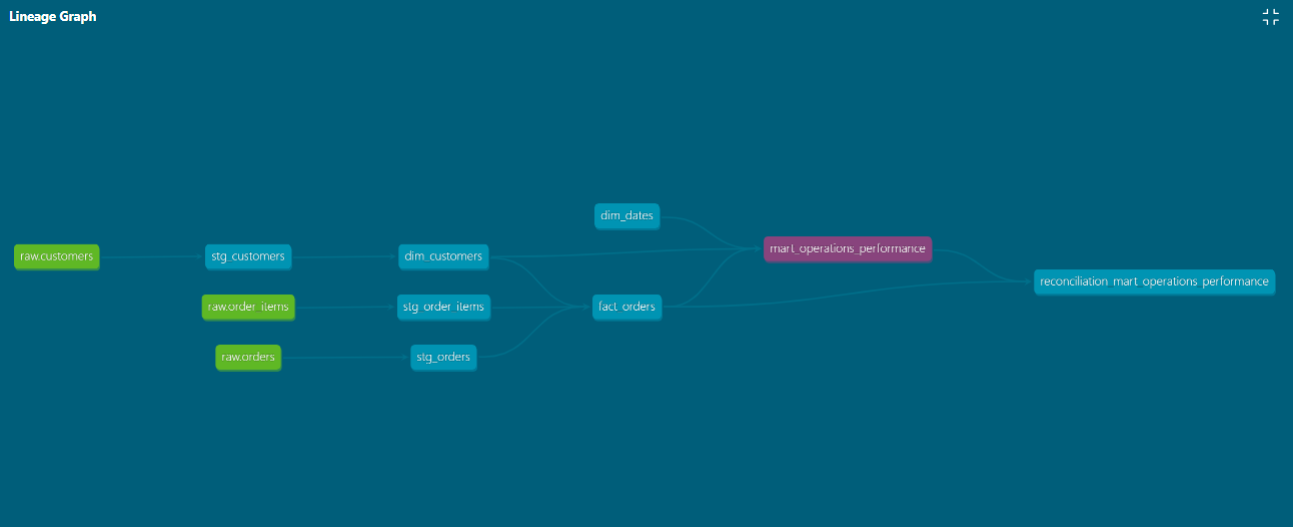 Lineage Graph
dim_dates
mart_operations_performance
raw.customers
stg_customers
dim_customers
reconciliation_mart_operations_performance
raw.order_items
stg_order_items
fact_orders
raw.orders
stg_orders